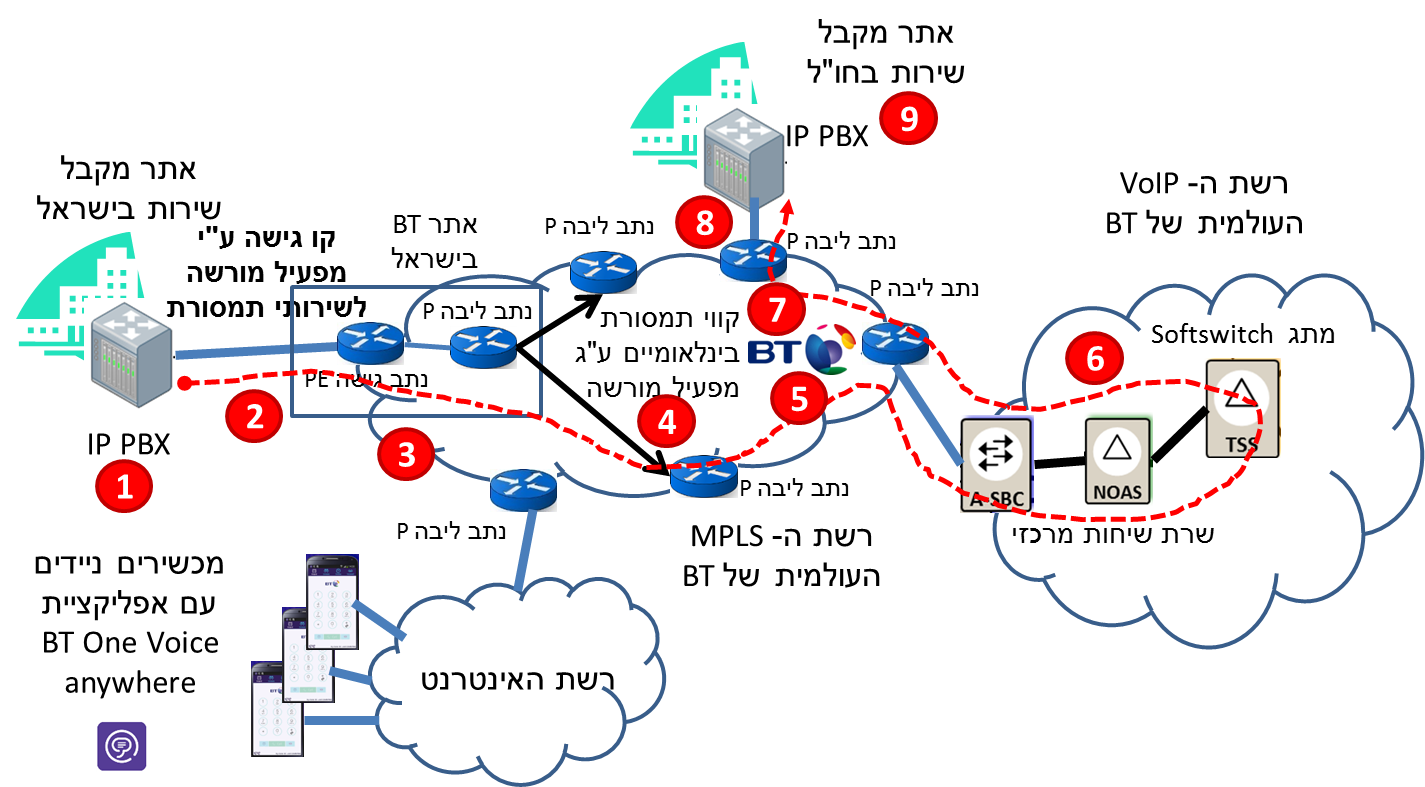 אתר מקבל
שירות בחו"ל
9
IP PBX
אתר מקבל
שירות בישראל
קו גישה ע"י
מפעיל מורשה
לשירותי תמסורת
אתר BT
בישראל
נתב ליבה P
8
נתב ליבה P
רשת ה- VoIP
העולמית של BT
נתב ליבה P
נתב ליבה P
7
קווי תמסורת
בינלאומיים ע"ג
מפעיל מורשה
BT
מתג Softswitch
6
נתב גישה PE
2
4
5
3
IP PBX
1
TSS
A-SBC
NOAS
נתב ליבה P
נתב ליבה P
שרת שיחות מרכזי
רשת ה- MPLS
העולמית של BT
מכשירים ניידים
עם אפליקציית
BT One Voice
anywhere
רשת האינטרנט